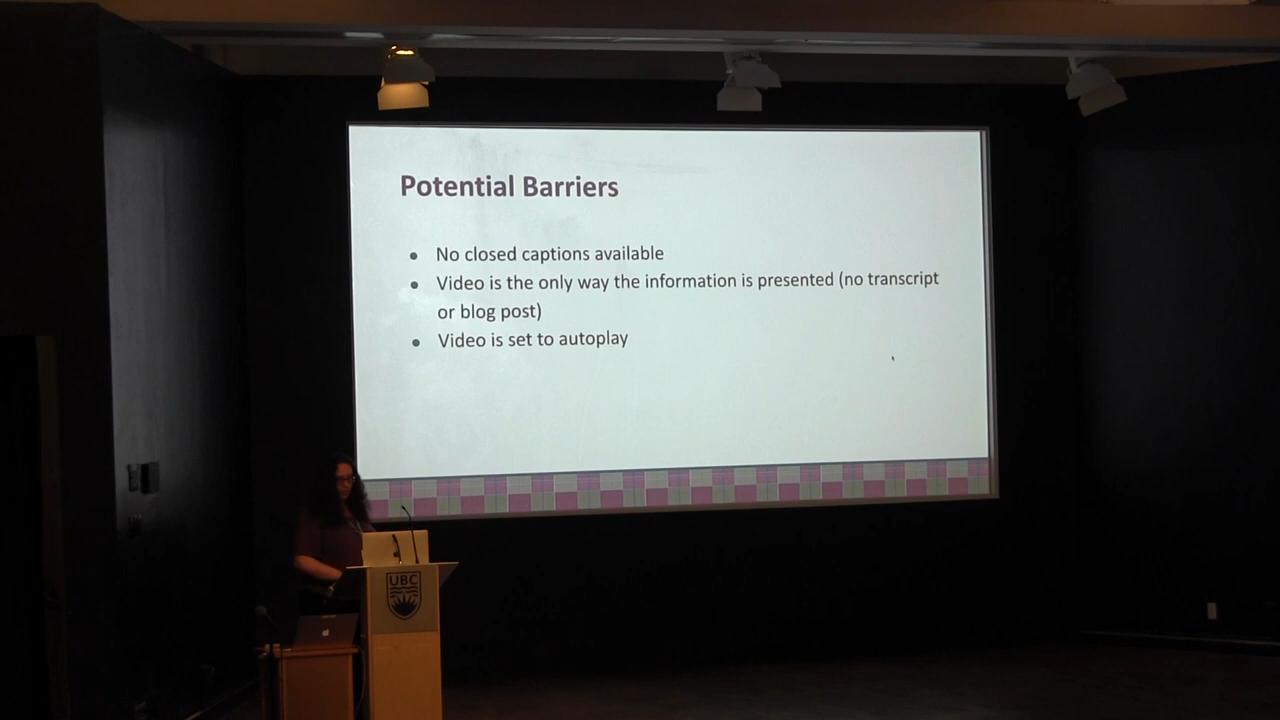 Potential Barriers
● No closed captions available
● Video is the only way the information is presented (no transcript
or blog post)
● Video is set to autoplay
UBC